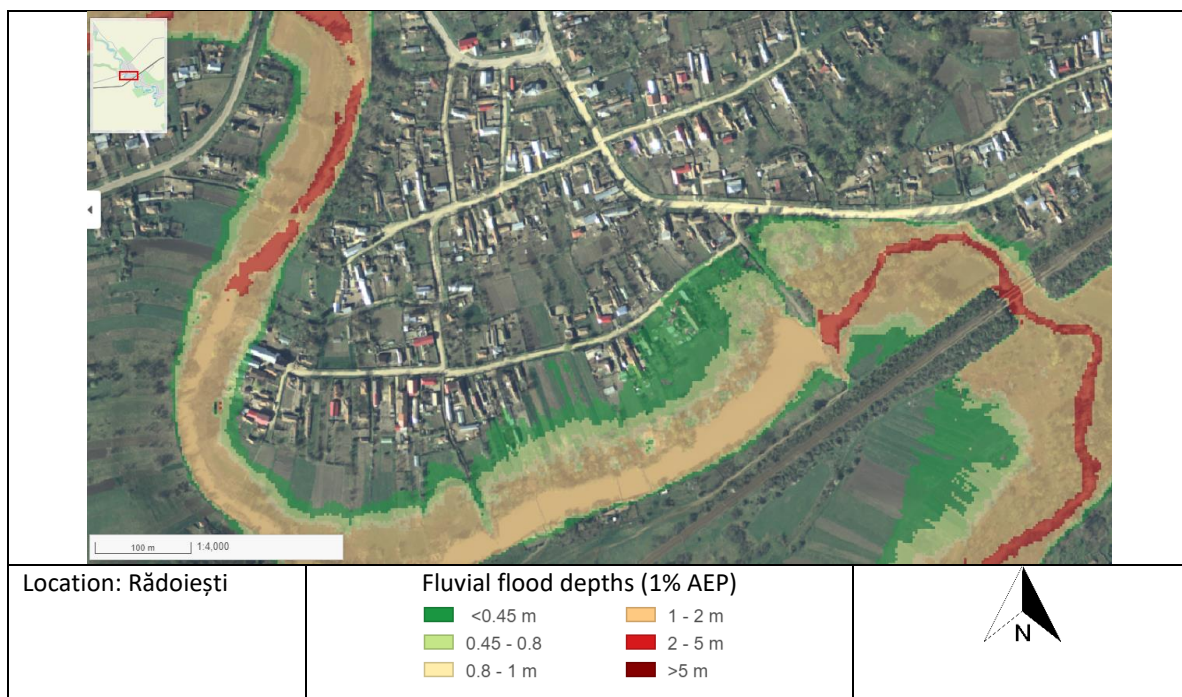 100 m
1:4,000
Location: Rădoiești
Fluvial flood depths (1% AEP)
<0.45 m
0.45 - 0.8
0.8 - 1 m
1 - 2 m
2 - 5 m
>5 m
N